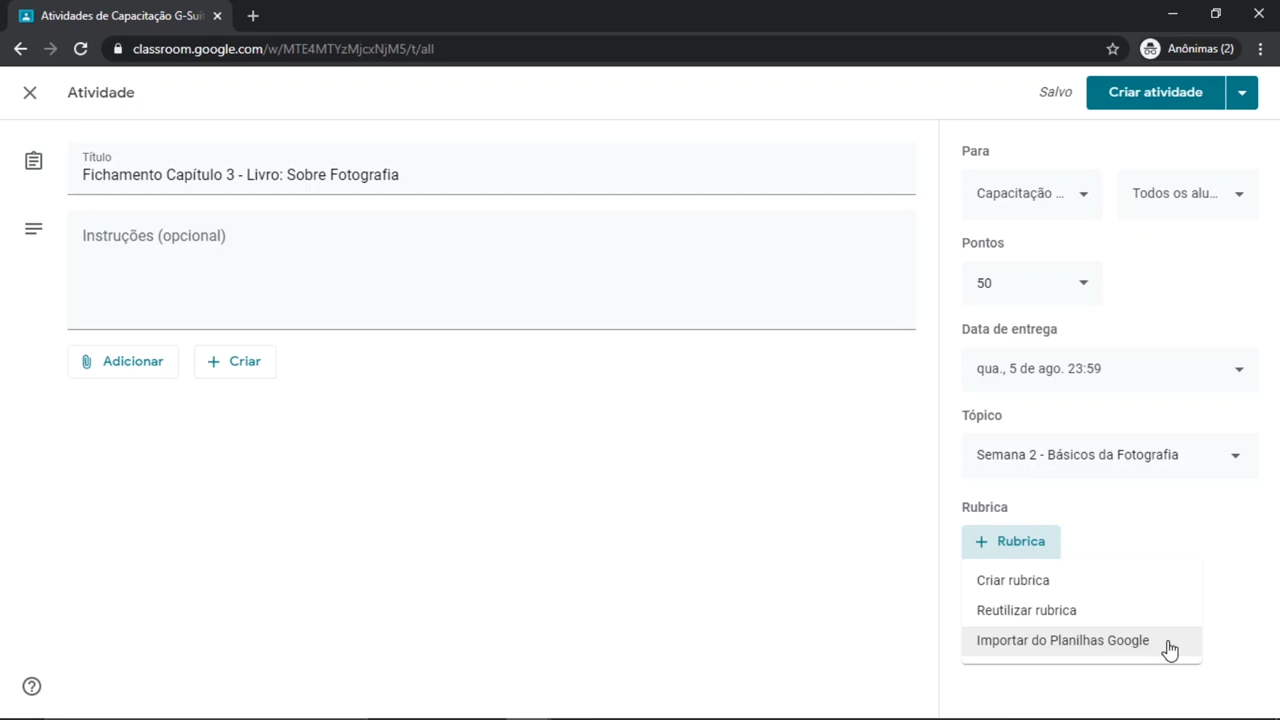 Atividades de Capacitação G-Suit
classroom.google.com/w/MTE4MTYzMjcxNjM5/t/all
Anônimas (2)
Atividade
Salvo
Criar atividade
Título
Fichamento Capítulo 3 - Livro: Sobre Fotografia
Instruções (opcional)
Adicionar
Criar
Para
Capacitação ...
Todos os alu...
Pontos
50
Data de entrega
qua., 5 de ago. 23:59
Tópico
Semana 2 - Básicos da Fotografia
Rubrica
+ Rubrica
Criar rubrica
Reutilizar rubrica
Importar do Planilhas Google